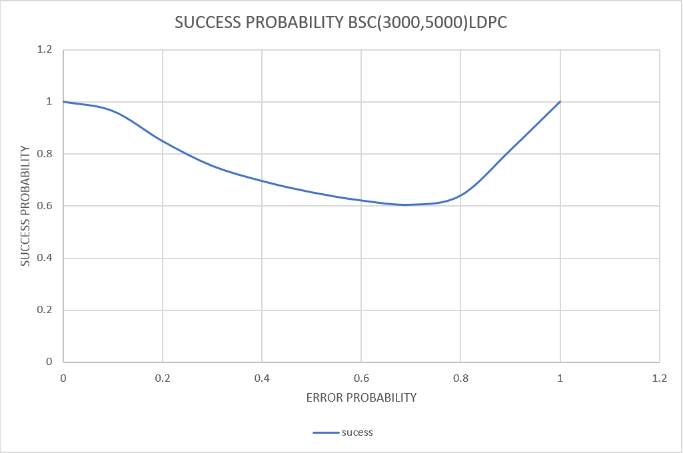 SUCCESS PROBABILITY BSC(3000,5000)LDPC
1.2
1
0.8
0.6
0.4
0.2
0
SUCCESS PROBABILITY
0 0.2 0.4 0.6 0.8 1 1.2
ERROR PROBABILITY
sucess